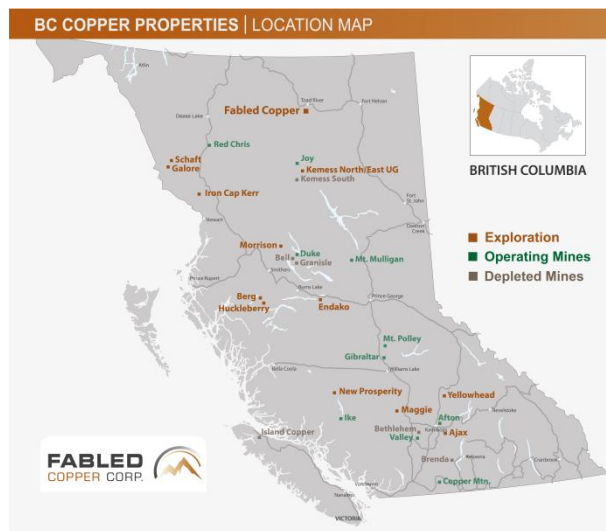 BC COPPER PROPERTIES | LOCATION MAP
Atlin
Toad River
Fort Nelson
Fabled Copper
Dease Lake
Red Chris
Schaft
Galore
Joy
Kemess North/East UG
Kemess South
Iron Cap Kerr
Fort
St. John
Stewart
Dawson
Creek
Morrison
Duke
Bell
Granisle
Mt. Mulligan
Smithers
Prince Rupert
Burns Lake
Prince George
Berg
Huckleberry
Endako
Mt. Polley
Gibraltar
Bella Coola
Williams Lake
New Prosperity
Yellowhead
Maggie
Ike
Afton
Revelstoke
Bethlehem
Kamloops
Valley
Ajax
Island Copper
Brenda
Kelowna
Cranbrook
Copper Mtn.
Vancouver
Nanaimo
VICTORIA
BRITISH COLUMBIA
Exploration
Operating Mines
Depleted Mines
FABLED
COPPER CORP.